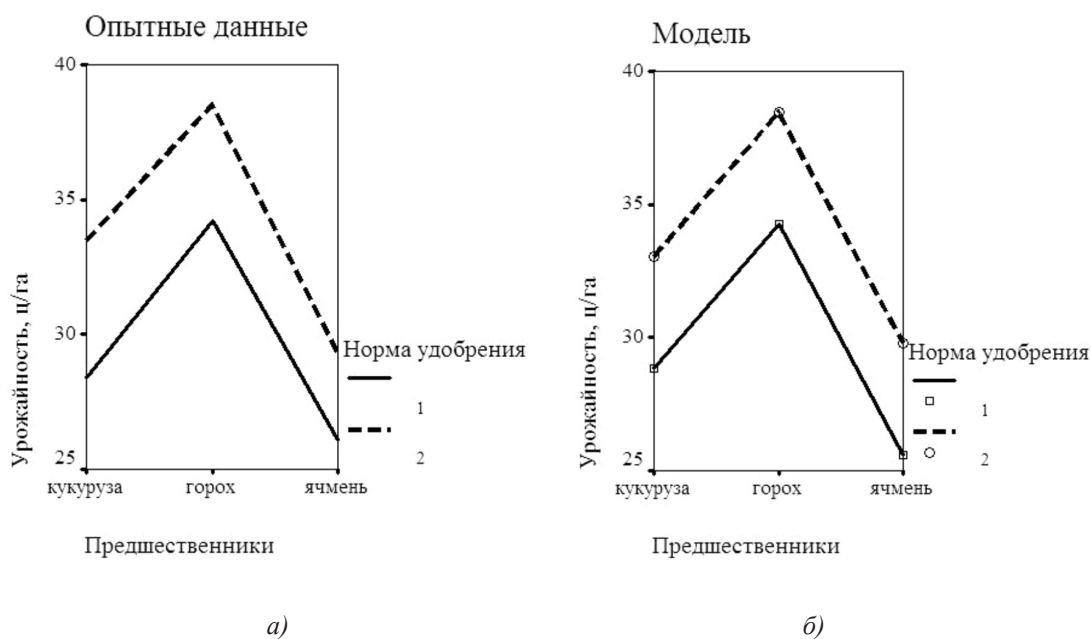 Опытные данные
40
35
30
25
Урожайность, ц/га
кукуруза горох ячмень
Предшественники
Норма удобрения
1
2
а)
Модель
40
35
30
25
Урожайность, ц/га
кукуруза горох ячмень
Предшественники
Норма удобрения
1
2
б)